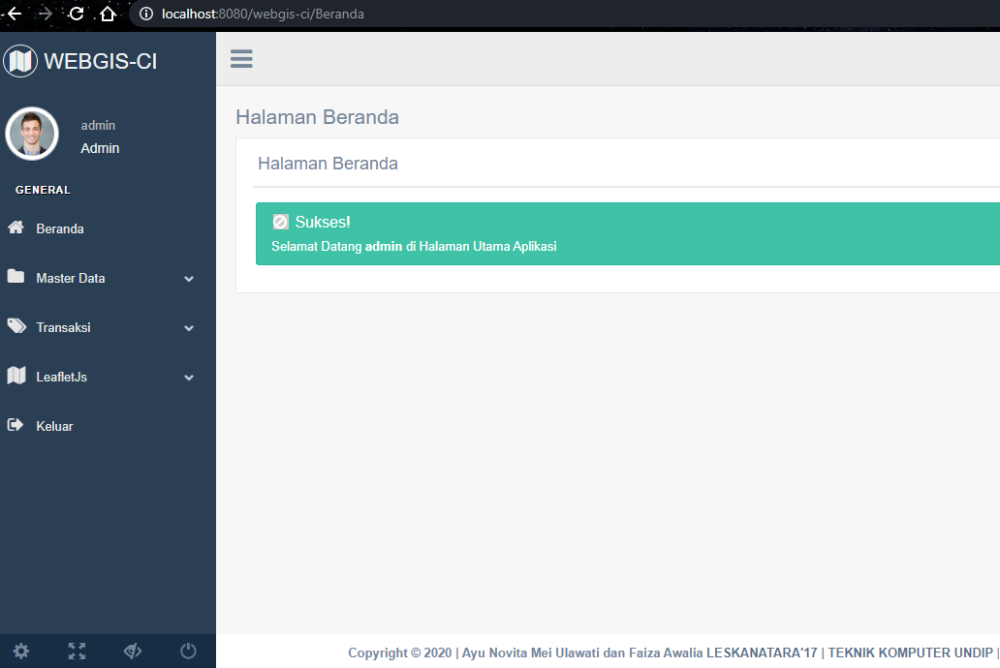 localhost:8080/webgis-ci/Beranda
WEBGIS-CI
admin
Admin
GENERAL
Beranda
Master Data
Transaksi
LeafletJs
Keluar
Halaman Beranda
Halaman Beranda
Sukses!
Selamat Datang admin di Halaman Utama Aplikasi
Copyright © 2020 | Ayu Novita Mei Ulawati dan Faiza Awalia LESKANATARA'17 | TEKNIK KOMPUTER UNDIP |